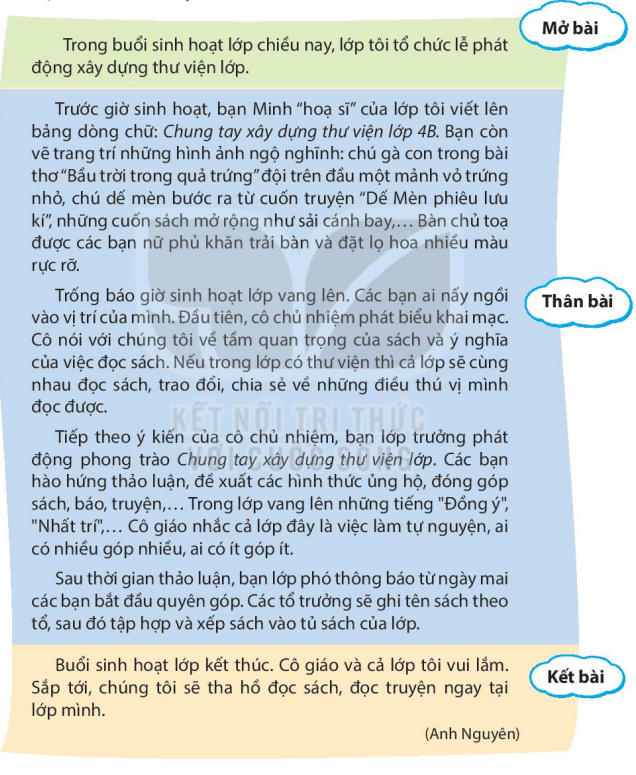 Mở bài
Trong buổi sinh hoạt lớp chiều nay, lớp tôi tổ chức lễ phát
động xây dựng thư viện lớp.
Trước giờ sinh hoạt, bạn Minh “hoạ sĩ” của lớp tôi viết lên
bảng dòng chữ: Chung tay xây dựng thư viện lớp 4B. Bạn còn
vẽ trang trí những hình ảnh ngộ nghĩnh: chú gà con trong bài
thơ “Bầu trời trong quả trứng” đội trên đầu một mảnh vỏ trứng
nhỏ, chú dế mèn bước ra từ cuốn truyện “Dế Mèn phiêu lưu
kí”, những cuốn sách mở rộng như sải cánh bay,... Bàn chủ toạ
được các bạn nữ phủ khăn trải bàn và đặt lọ hoa nhiều màu
rực rỡ.
Trống báo giờ sinh hoạt lớp vang lên. Các bạn ai nấy ngồi
vào vị trí của mình. Đầu tiên, cô chủ nhiệm phát biểu khai mạc.
Cô nói với chúng tôi về tầm quan trọng của sách và ý nghĩa
của việc đọc sách. Nếu trong lớp có thư viện thì cả lớp sẽ cùng
nhau đọc sách, trao đổi, chia sẻ về những điều thú vị mình
đọc được.
Thân bài
KẾT NỐI TRI THỨC
VỚI CUỘC SỐNG
Tiếp theo ý kiến của cô chủ nhiệm, bạn lớp trưởng phát
động phong trào Chung tay xây dựng thư viện lớp. Các bạn
hào hứng thảo luận, đề xuất các hình thức ủng hộ, đóng góp
sách, báo, truyện,... Trong lớp vang lên những tiếng "Đồng ý",
"Nhất trí",... Cô giáo nhắc cả lớp đây là việc làm tự nguyện, ai
có nhiều góp nhiều, ai có ít góp ít.
Sau thời gian thảo luận, bạn lớp phó thông báo từ ngày mai
các bạn bắt đầu quyên góp. Các tổ trưởng sẽ ghi tên sách theo
tổ, sau đó tập hợp và xếp sách vào tủ sách của lớp.
Buổi sinh hoạt lớp kết thúc. Cô giáo và cả lớp tôi vui lắm.
Sắp tới, chúng tôi sẽ tha hồ đọc sách, đọc truyện ngay tại
lớp mình.
Kết bài
(Anh Nguyên)